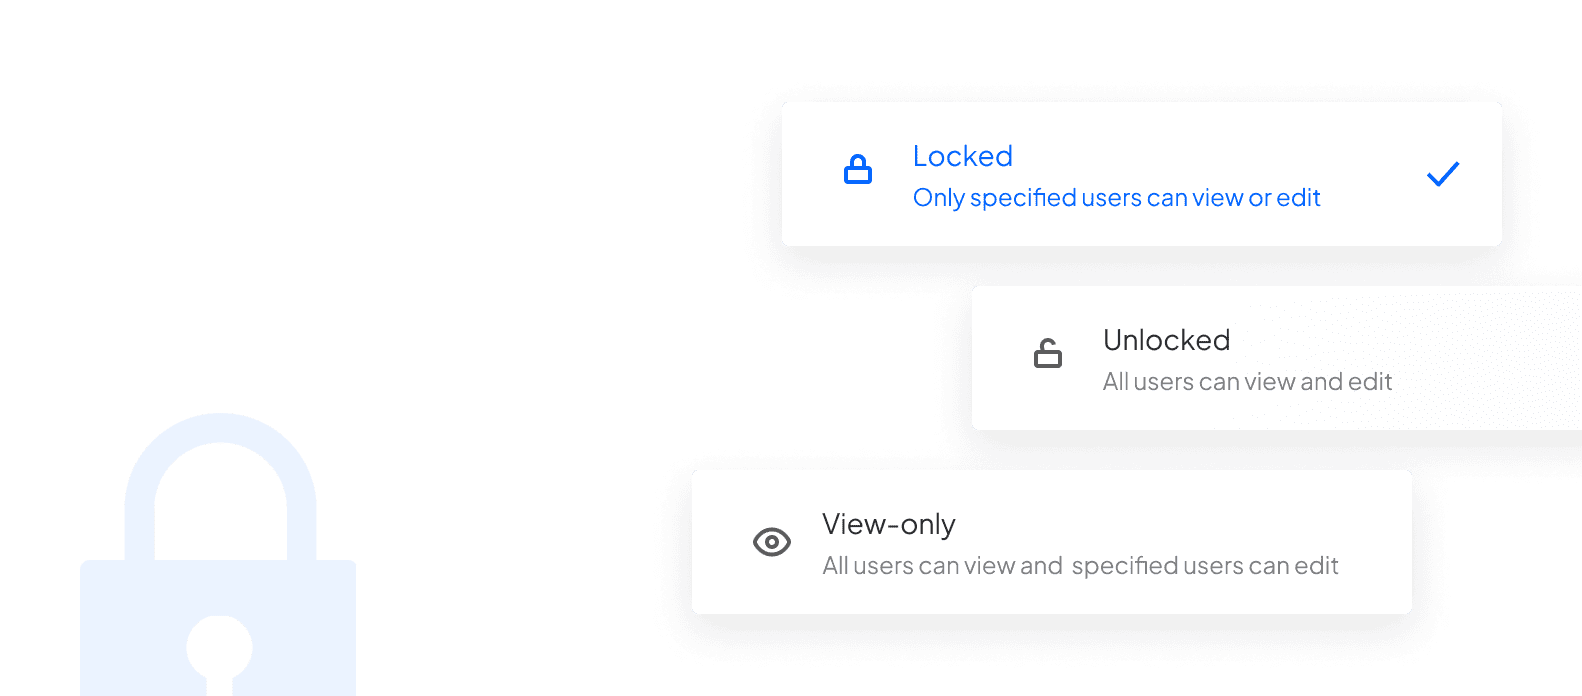 Locked
Only specified users can view or edit
Unlocked
All users can view and edit
View-only
All users can view and specified users can edit